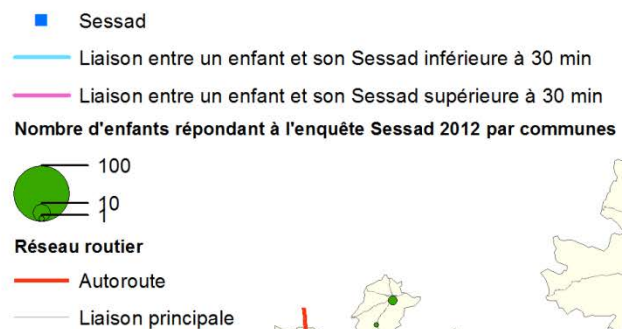 Sessad
Liaison entre un enfant et son Sessad inférieure à 30 min
Liaison entre un enfant et son Sessad supérieure à 30 min
Nombre d'enfants répondant à l'enquête Sessad 2012 par communes
100
10
1
Réseau routier
Autoroute
Liaison principale